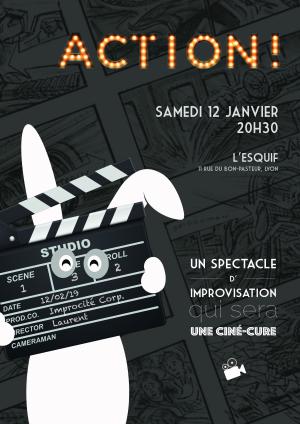 ACTION!
SAMEDI 12 JANVIER
20H30
L'ESQUIF
11 RUE DU BON-PASTEUR, LYON
STUDIO
SCENE
1
3
ROLL
2
DATE 12/02/19
PROD.CO. Improcité Corp.
DIRECTOR Laurent
CAMERAMAN
UN SPECTACLE
D'
IMPROVISATION
qui sera
UNE CINÉ-CURE